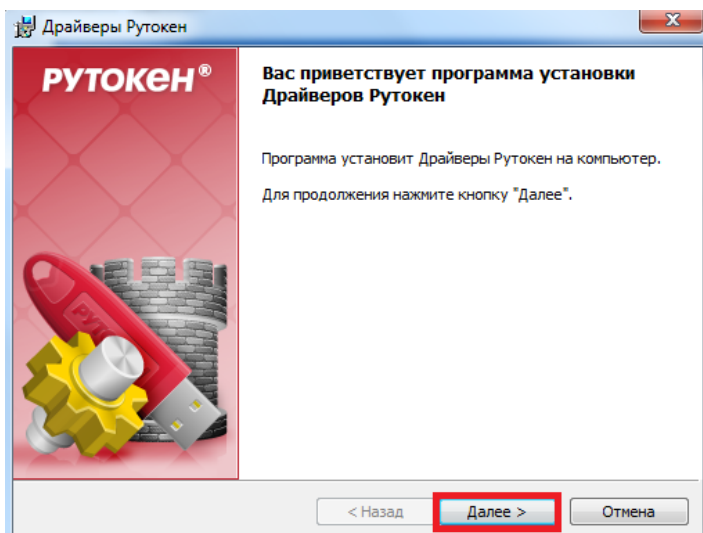 Драйверы Рутокен
РУТОКЕН®
Вас приветствует программа установки
Драйверов Рутокен
Программа установит Драйверы Рутокен на компьютер.
Для продолжения нажмите кнопку "Далее".
< Назад
Далее >
Отмена